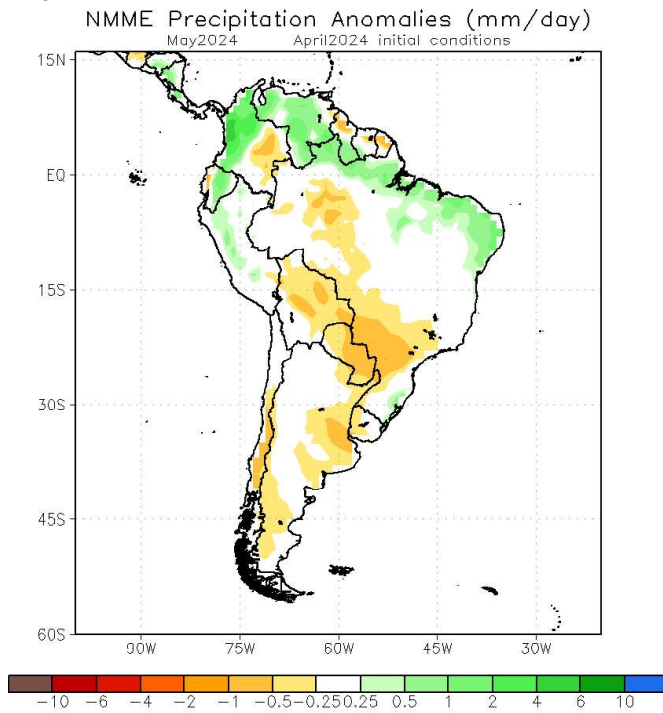 NMME Precipitation Anomalies (mm/day)
May2024 April2024 initial conditions
15N
EQ
15S
30S
45S
60S
90W 75W 60W 45W 30W
-10 -6 -4 -2 -1 -0.5 -0.25 0.25 0.5 1 2 4 6 10